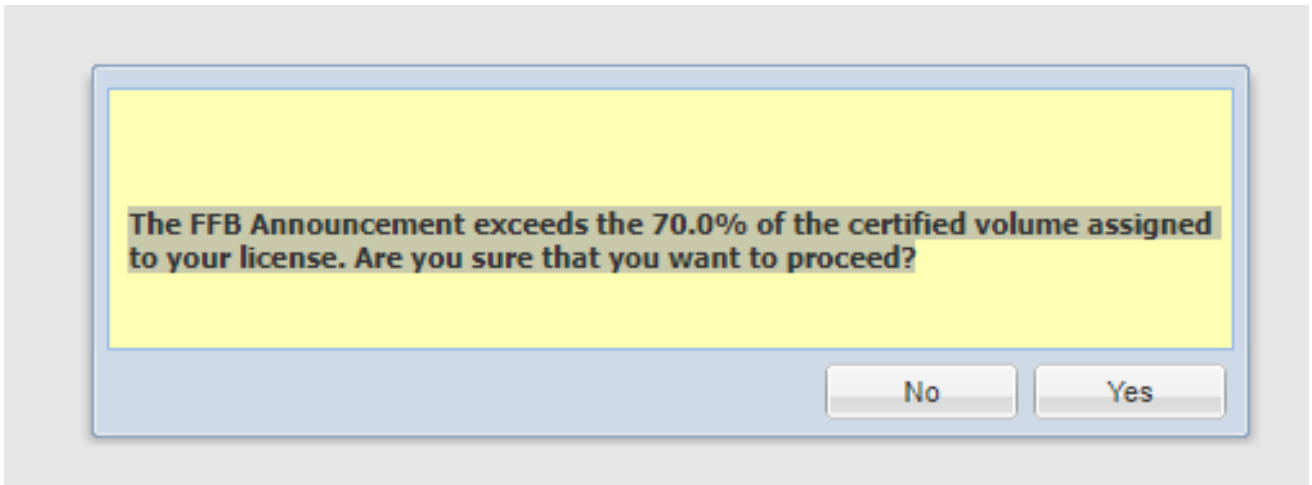 The FFB Announcement exceeds the 70.0% of the certified volume assigned
to your license. Are you sure that you want to proceed?
No Yes